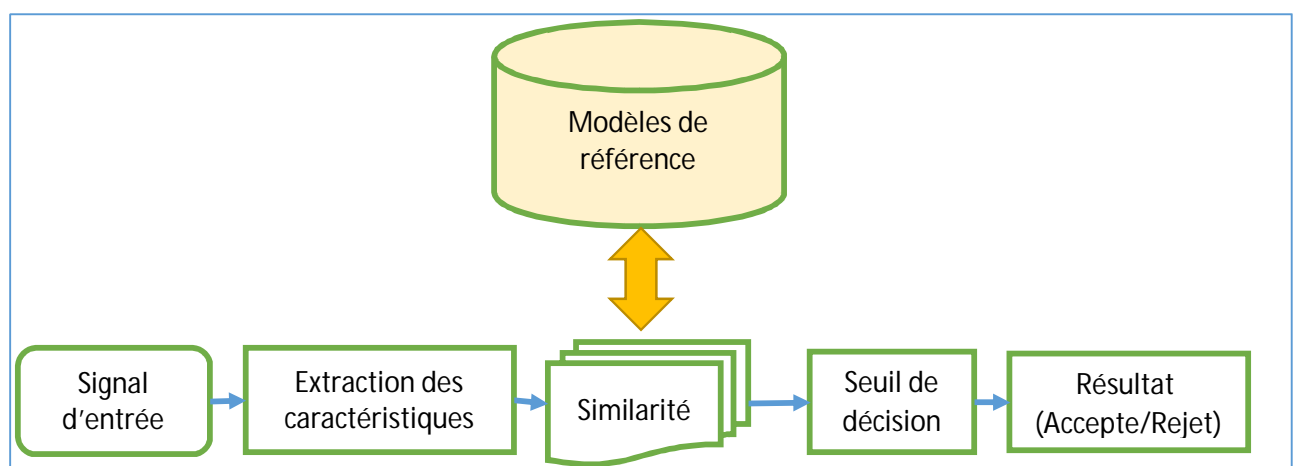 Modèles de
référence
Signal
d’entrée
Extraction des
caractéristiques
Similarité
Seuil de
décision
Résultat
(Accepte/Rejet)